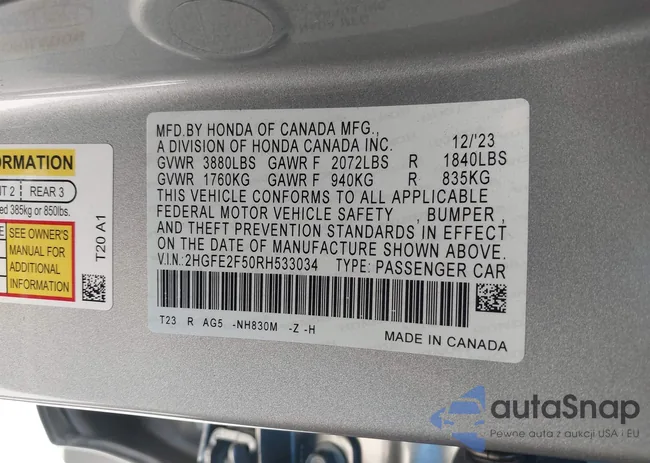 MFD.BY HONDA OF CANADA MFG.,
A DIVISION OF HONDA CANADA INC. 12/'23
GVWR 3880LBS GAWR F 2072LBS R 1840LBS
GVWR 1760KG GAWR F 940KG R 835KG
THIS VEHICLE CONFORMS TO ALL APPLICABLE
FEDERAL MOTOR VEHICLE SAFETY , BUMPER ,
AND THEFT PREVENTION STANDARDS IN EFFECT
ON THE DATE OF MANUFACTURE SHOWN ABOVE.
V.I.N.:2HGFE2F50RH533034 TYPE: PASSENGER CAR
T23 R AG5 -NH830M -Z -H
MADE IN CANADA
REAR 3
385kg or 850lbs.
SEE OWNER'S
MANUAL FOR
ADDITIONAL
INFORMATION
T20 A1
autaSnap
Pewne auta z aukcji USA i EU